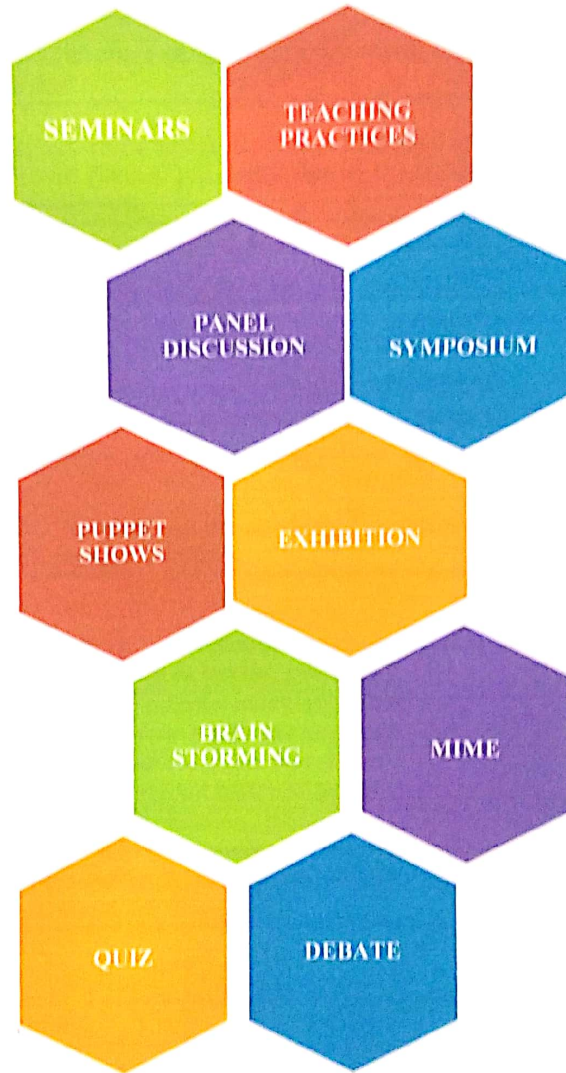 SEMINARS
TEACHING
PRACTICES
PANEL
DISCUSSION
SYMPOSIUM
PUPPET
SHOWS
EXHIBITION
BRAIN
STORMING
MIME
QUIZ
DEBATE